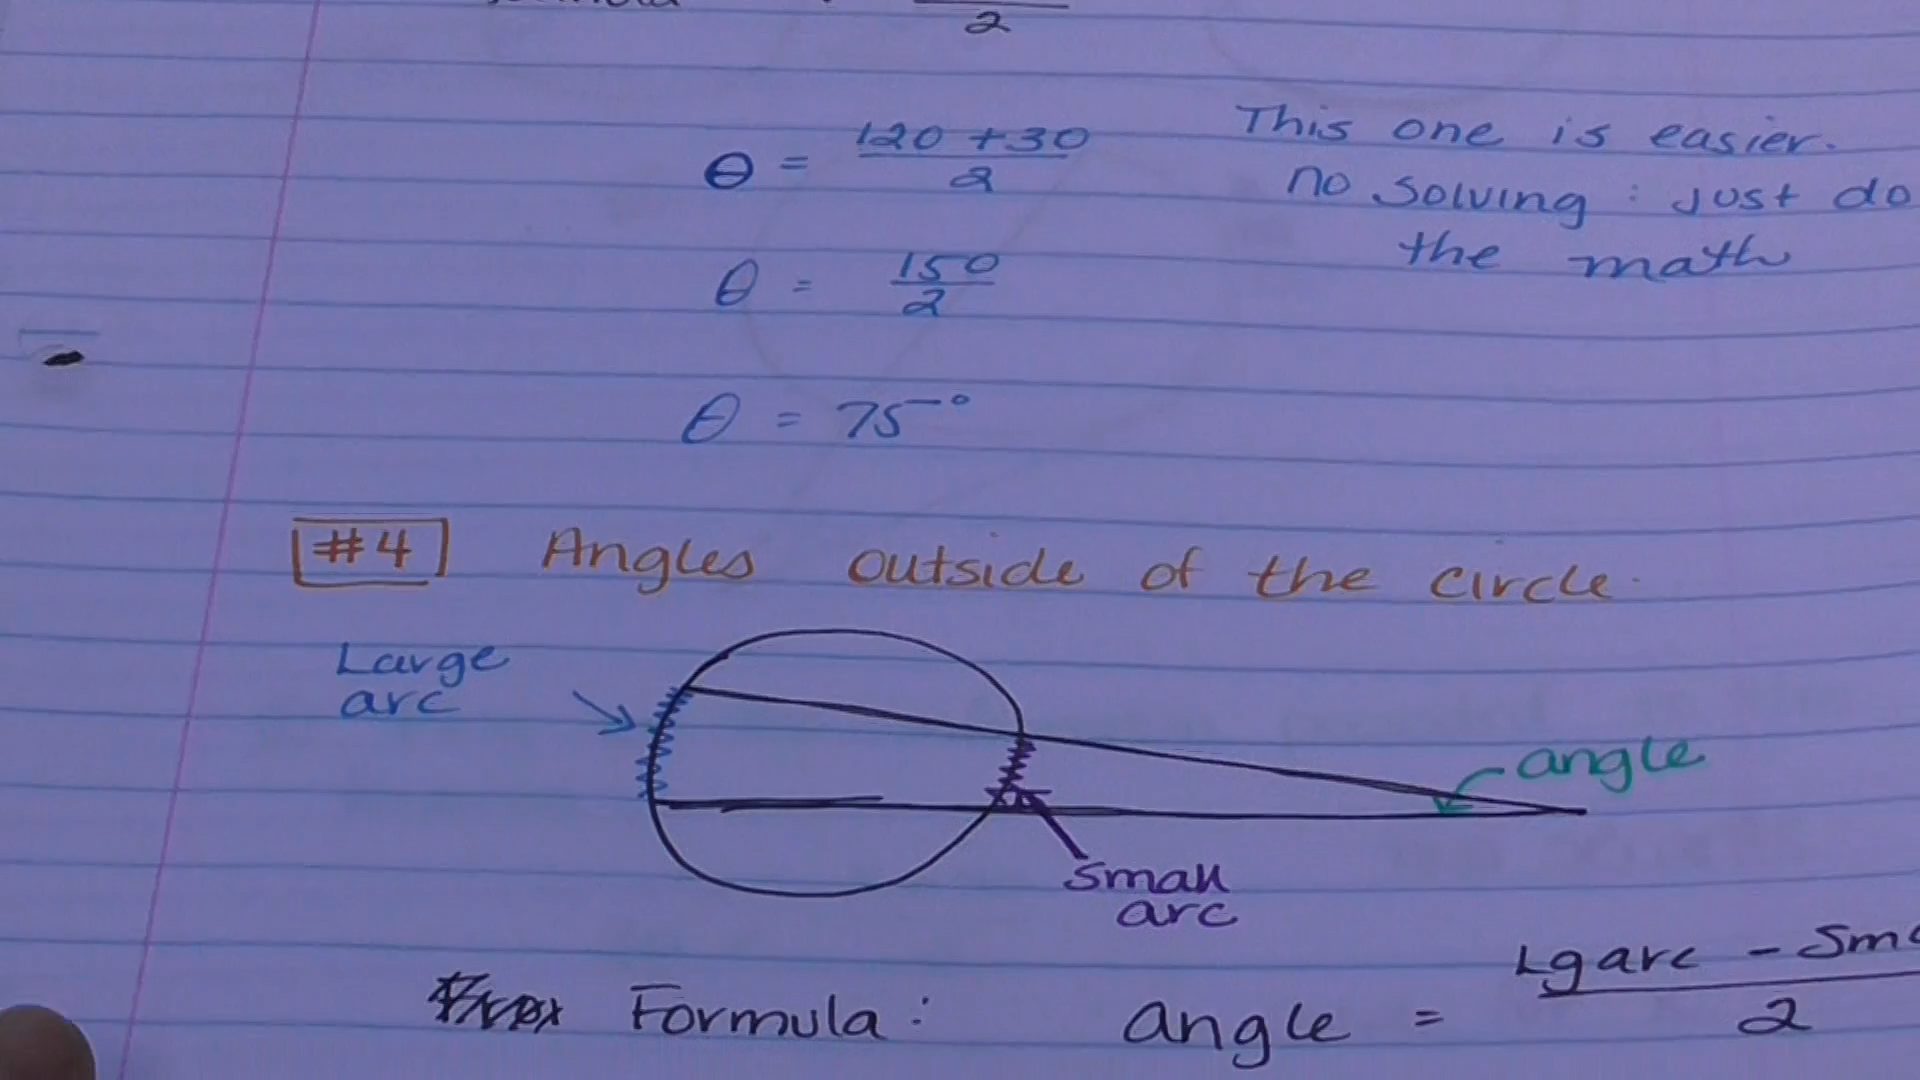 2
θ = 120 + 30 / 2
This one is easier.
no solving : just do
the math
θ = 150 / 2
θ = 75°
#4 Angles outside of the circle.
Large
arc
angle
small
arc
Formula : angle = Lg arc - Sm / 2